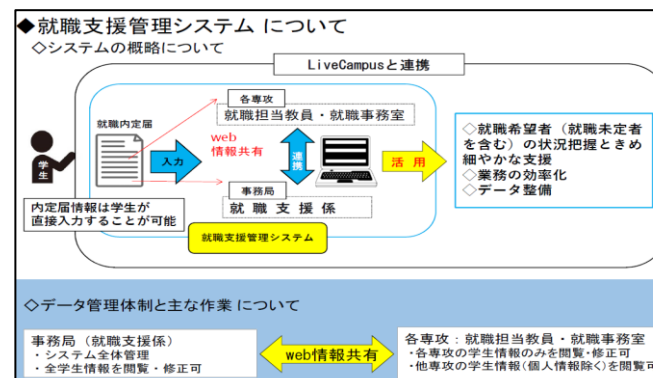 ◆就職支援管理システム について
◇システムの概略について
LiveCampusと連携
各専攻
就職担当教員・就職事務室
就職内定届
web
情報共有
学生
入力
連携
活用
◇就職希望者（就職未定者
を含む）の状況把握ときめ
細やかな支援
◇業務の効率化
◇データ整備
事務局
就職支援係
内定届情報は学生が
直接入力することが可能
就職支援管理システム
◇データ管理体制と主な作業 について
事務局（就職支援係）
・システム全体管理
・全学生情報を閲覧・修正可
web情報共有
各専攻：就職担当教員・就職事務室
・各専攻の学生情報のみを閲覧・修正可
・他専攻の学生情報(個人情報除く)を閲覧可